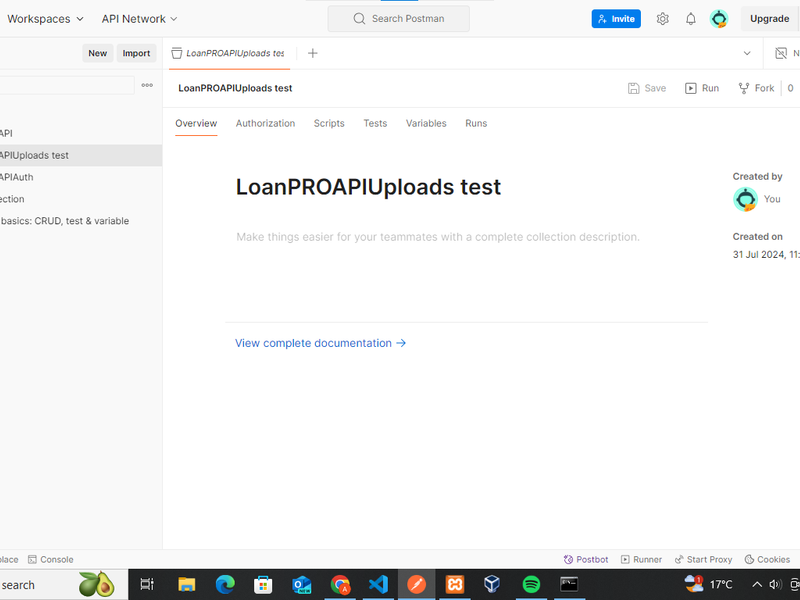 Workspaces API Network Search Postman Invite Upgrade
New Import LoanPROAPIUploads tes N
LoanPROAPIUploads test Save Run Fork 0
Overview Authorization Scripts Tests Variables Runs
API
APIUploads test
APIAuth
ection
basics: CRUD, test & variable
LoanPROAPIUploads test
Make things easier for your teammates with a complete collection description.
View complete documentation →
Created by
You
Created on
31 Jul 2024, 11:
place Console Postbot Runner Start Proxy Cookies
search 1 17°C